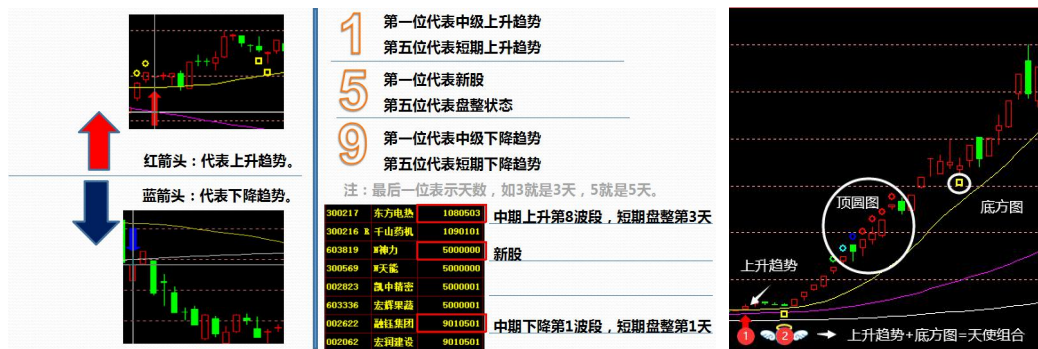 红箭头：代表上升趋势。
蓝箭头：代表下降趋势。
1
第一位代表中级上升趋势
第五位代表短期上升趋势
5
第一位代表新股
第五位代表盘整状态
9
第一位代表中级下降趋势
第五位代表短期下降趋势
注：最后一位表示天数，如3就是3天，5就是5天。
300217 东方电热 1080503 中期上升第8波段，短期盘整第3天
300216 R 千山药机 1090101
603819 N神力 5000000 新股
300569 N天能 5000000
002823 凯中精密 5000001
603336 宏辉果蔬 5000001
002622 融钰集团 9010501 中期下降第1波段，短期盘整第1天
002062 宏润建设 9010501
顶圆图
底方图
上升趋势
1 2 上升趋势+底方图=天使组合